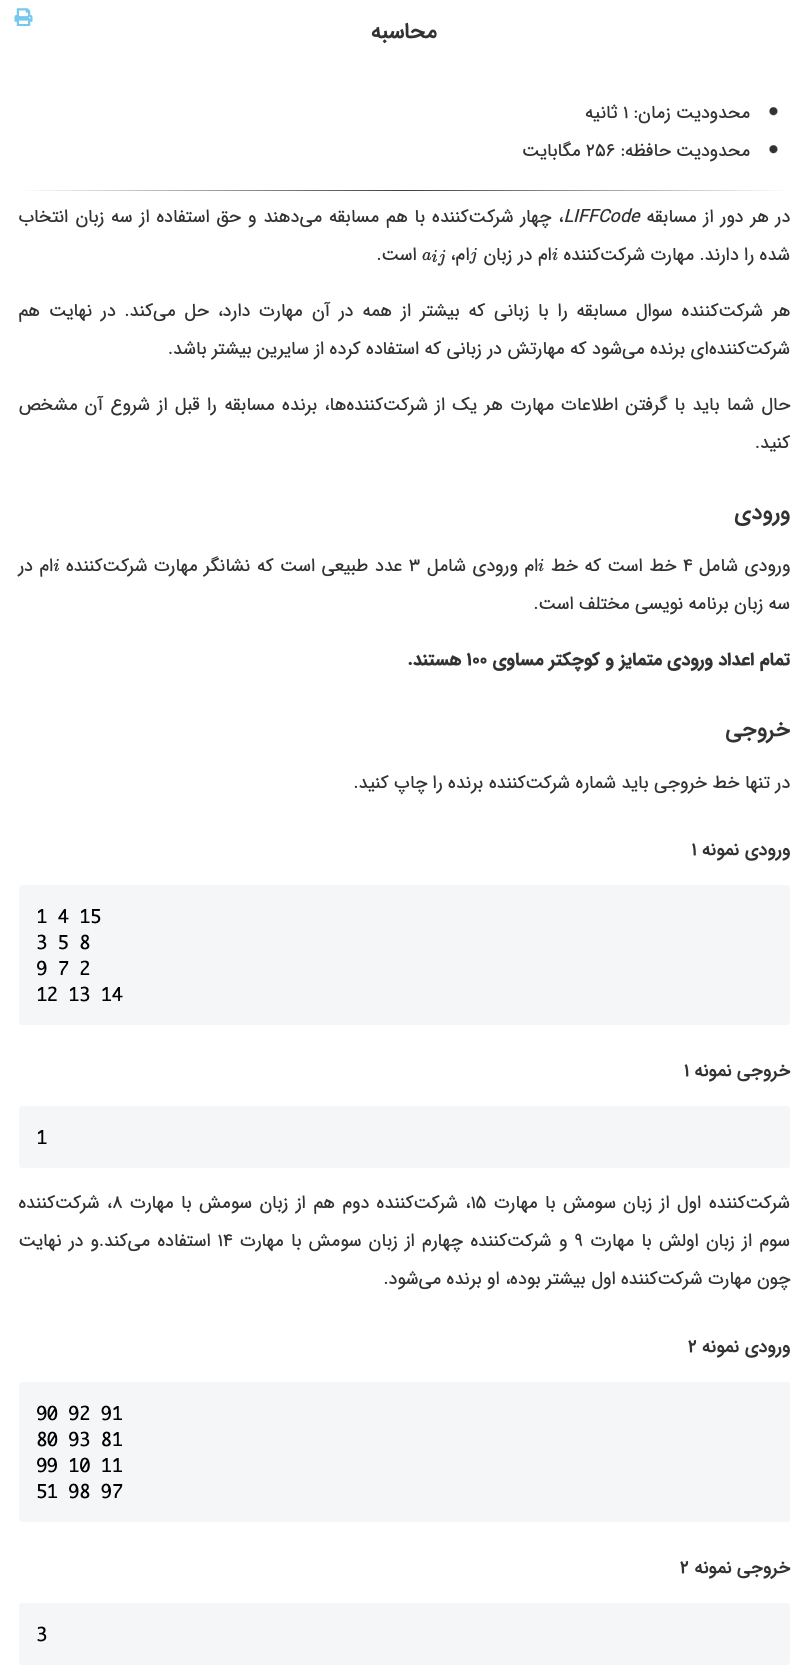 محاسبه
محدودیت زمان: ۱ ثانیه
محدودیت حافظه: ۲۵۶ مگابایت
در هر دور از مسابقه LIFFCode، چهار شرکت‌کننده با هم مسابقه می‌دهند و حق استفاده از سه زبان انتخاب
شده را دارند. مهارت شرکت‌کننده iام در زبان jام، aij است.
هر شرکت‌کننده سوال مسابقه را با زبانی که بیشتر از همه در آن مهارت دارد، حل می‌کند. در نهایت هم
شرکت‌کننده‌ای برنده می‌شود که مهارتش در زبانی که استفاده کرده از سایرین بیشتر باشد.
حال شما باید با گرفتن اطلاعات مهارت هر یک از شرکت‌کننده‌ها، برنده مسابقه را قبل از شروع آن مشخص
کنید.
ورودی
ورودی شامل ۴ خط است که خط iام ورودی شامل ۳ عدد طبیعی است که نشانگر مهارت شرکت‌کننده iام در
سه زبان برنامه نویسی مختلف است.
تمام اعداد ورودی متمایز و کوچکتر مساوی ۱۰۰ هستند.
خروجی
در تنها خط خروجی باید شماره شرکت‌کننده برنده را چاپ کنید.
ورودی نمونه ۱
1 4 15
3 5 8
9 7 2
12 13 14
خروجی نمونه ۱
1
شرکت‌کننده اول از زبان سومش با مهارت ۱۵، شرکت‌کننده دوم هم از زبان سومش با مهارت ۸، شرکت‌کننده
سوم از زبان اولش با مهارت ۹ و شرکت‌کننده چهارم از زبان سومش با مهارت ۱۴ استفاده می‌کند.و در نهایت
چون مهارت شرکت‌کننده اول بیشتر بوده، او برنده می‌شود.
ورودی نمونه ۲
90 92 91
80 93 81
99 10 11
51 98 97
خروجی نمونه ۲
3